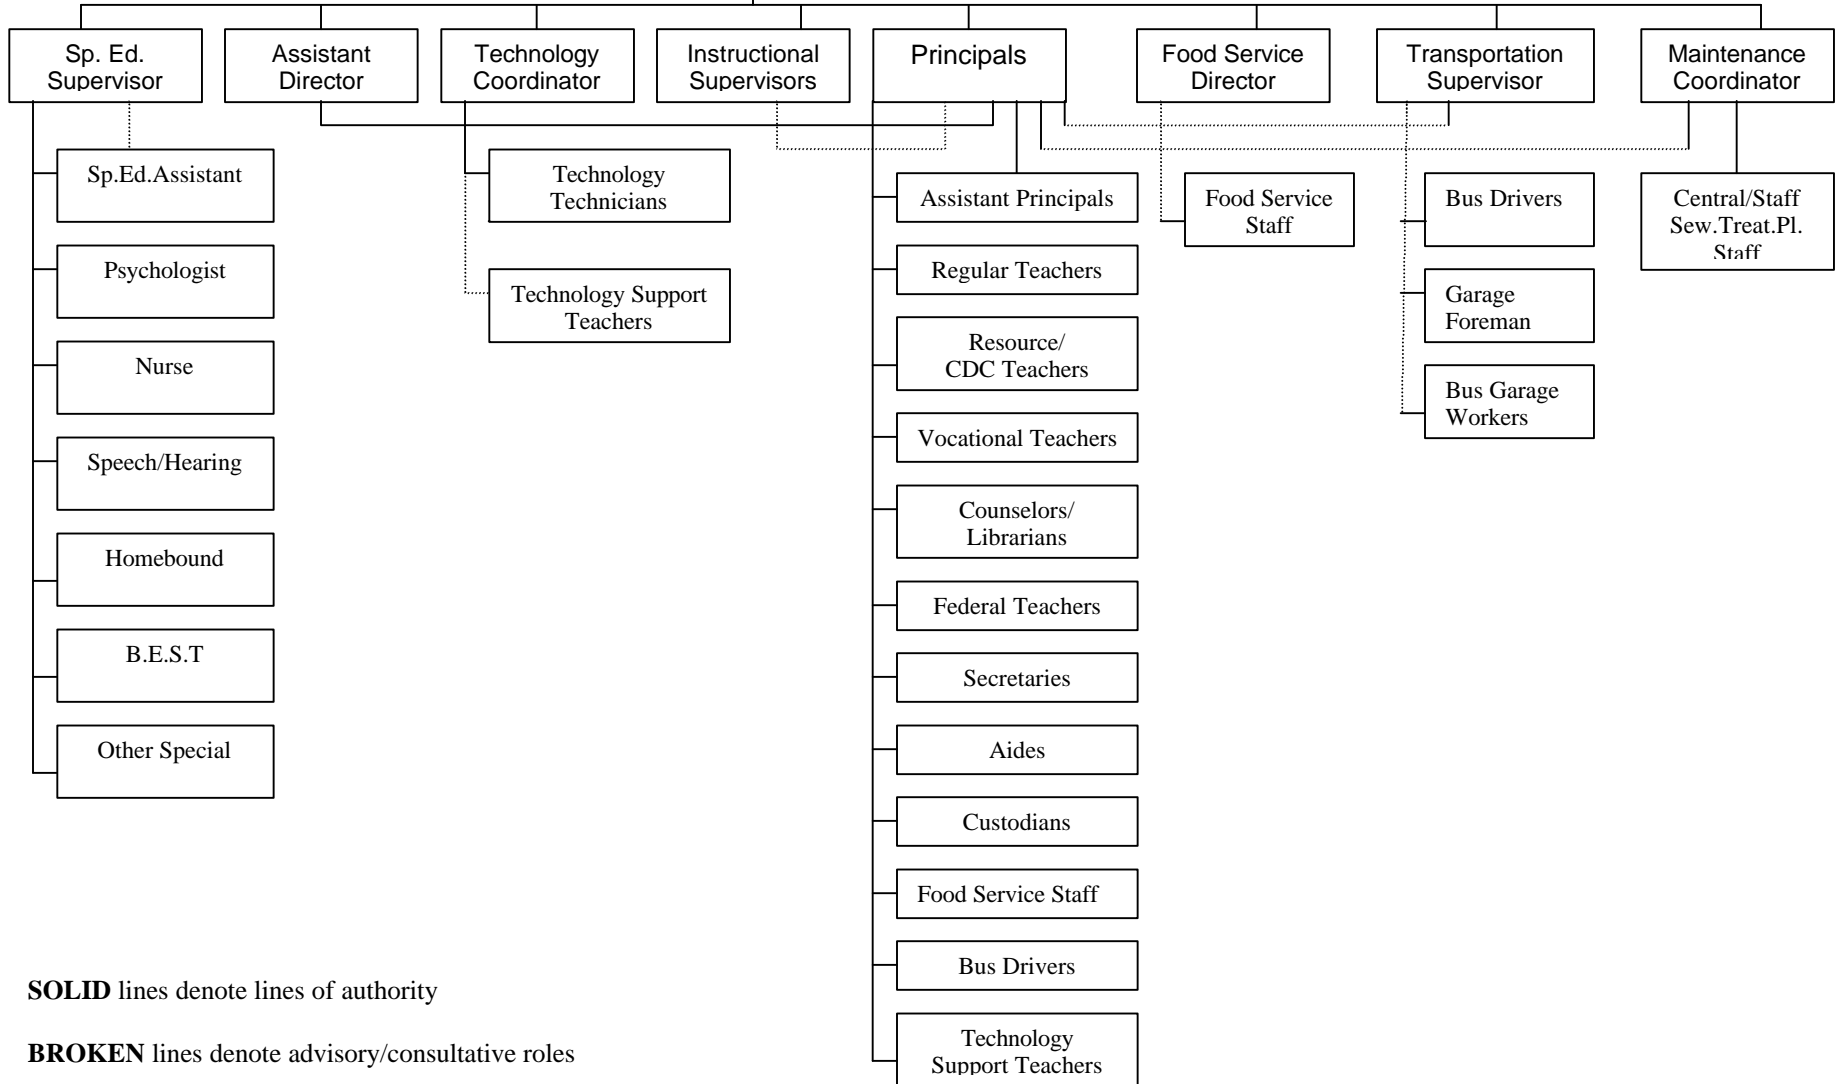 Sp. Ed.
Supervisor
Assistant
Director
Technology
Coordinator
Instructional
Supervisors
Principals
Food Service
Director
Transportation
Supervisor
Maintenance
Coordinator
Sp.Ed.Assistant
Psychologist
Nurse
Speech/Hearing
Homebound
B.E.S.T
Other Special
Technology
Technicians
Technology Support
Teachers
Assistant Principals
Regular Teachers
Resource/
CDC Teachers
Vocational Teachers
Counselors/
Librarians
Federal Teachers
Secretaries
Aides
Custodians
Food Service Staff
Bus Drivers
Technology
Support Teachers
Food Service
Staff
Bus Drivers
Garage
Foreman
Bus Garage
Workers
Central/Staff
Sew.Treat.Pl.
Staff
SOLID lines denote lines of authority
BROKEN lines denote advisory/consultative roles